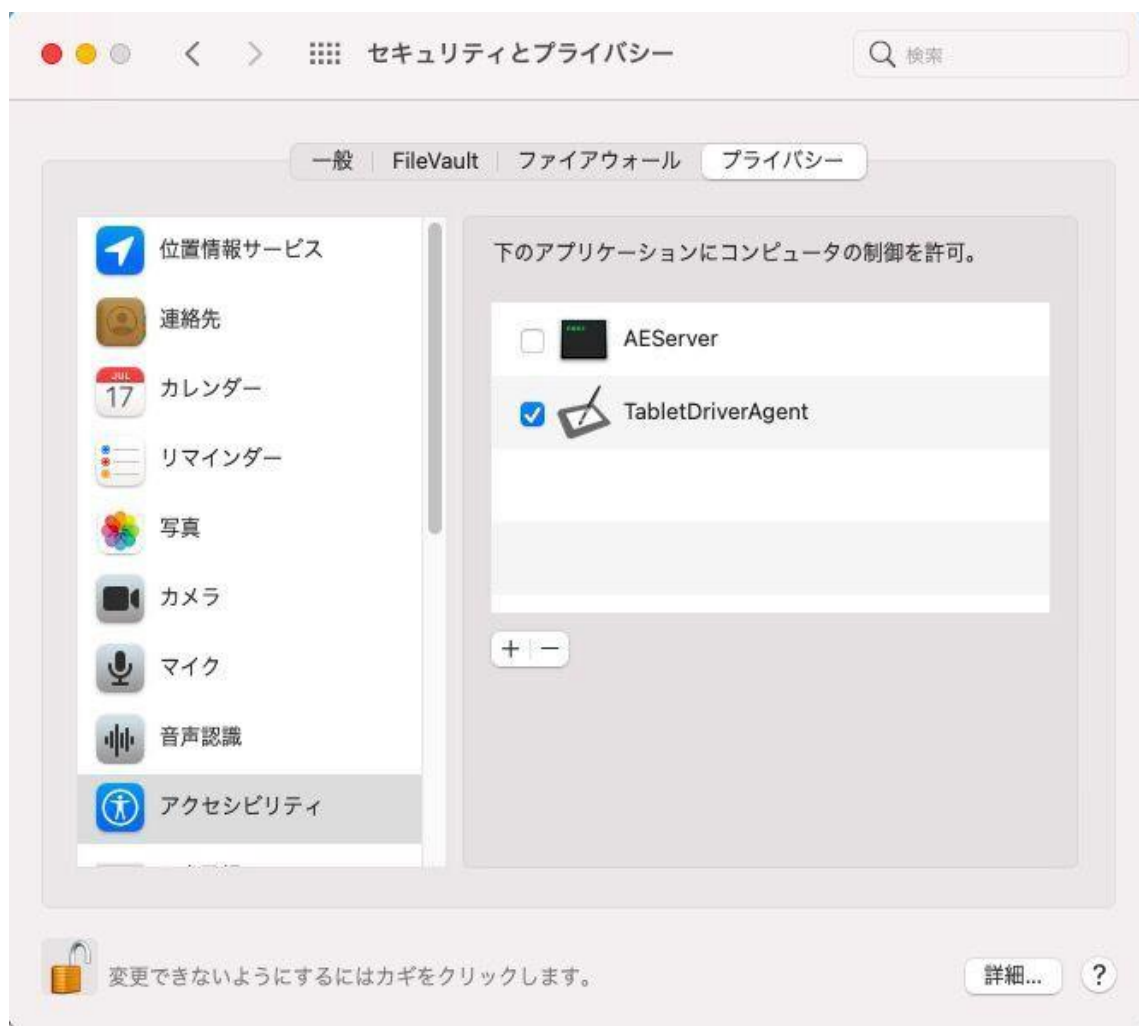 セキュリティとプライバシー
検索
一般
FileVault
ファイアウォール
プライバシー
位置情報サービス
連絡先
JUL
17
カレンダー
リマインダー
写真
カメラ
マイク
音声認識
アクセシビリティ
下のアプリケーションにコンピュータの制御を許可。
AEServer
TabletDriverAgent
+ −
変更できないようにするにはカギをクリックします。
詳細...
?